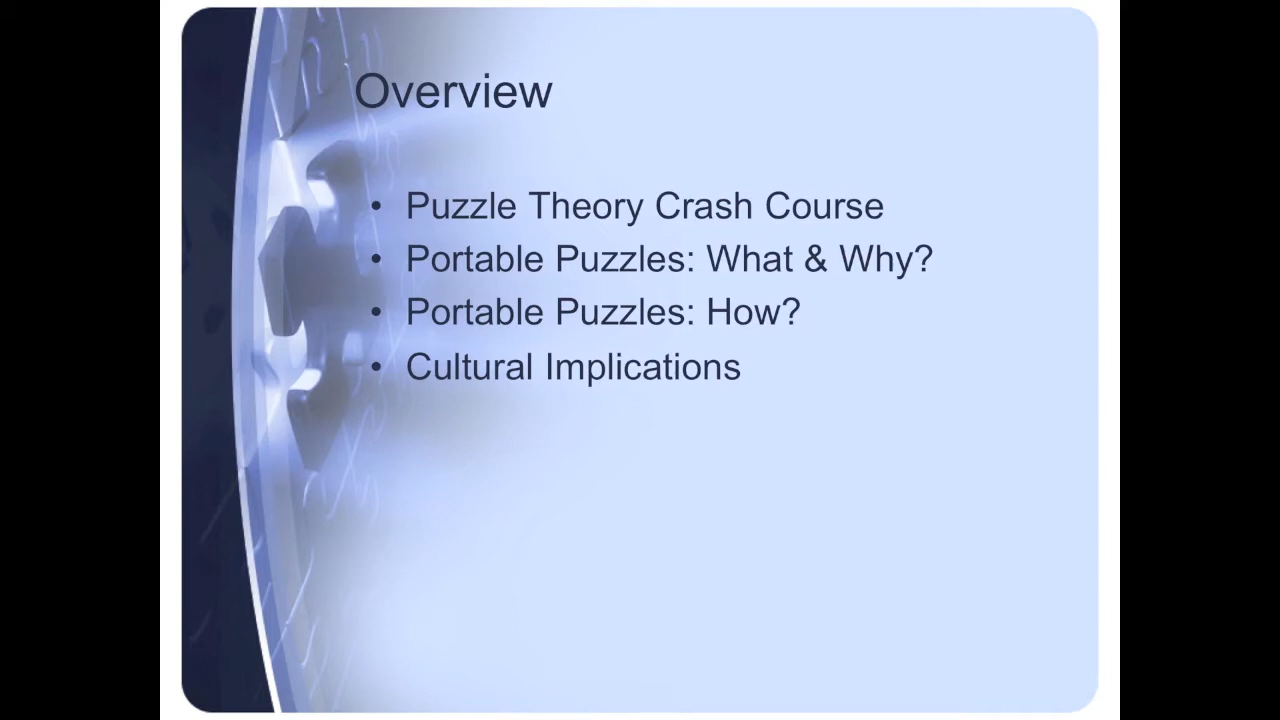 Overview
• Puzzle Theory Crash Course
• Portable Puzzles: What & Why?
• Portable Puzzles: How?
• Cultural Implications